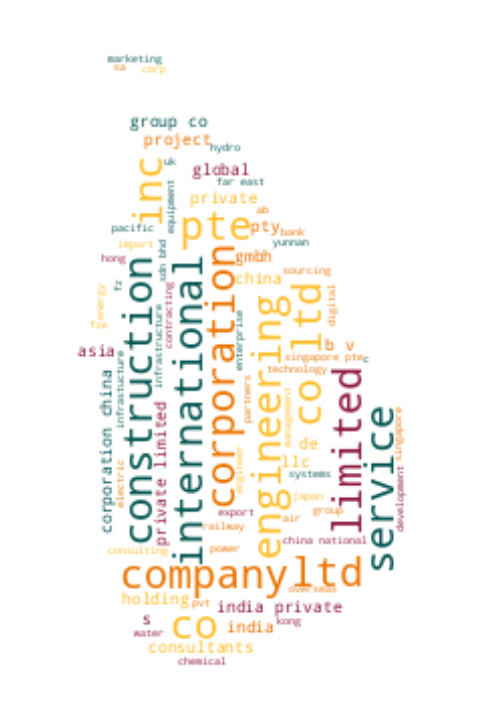 marketing
sa
corp
group co
project
hydro
uk
global
inc
far east
equipment
private
ab
pte
pty
bank
pacific
yunnan
import
sdn bhd
gmbh
hong
corporation
sourcing
china
fz
construction
international
energy
contracting
co ltd
digital
fze
infrastructure
engineering
enterprise
b v
asia
singapore pte
c
infrastucture
technology
limited
corporation china
partners
management
private limited
service
singapore
de
engineer
llc
electric
systems
development
japan
export
group
air
railway
china national
consulting
power
company
ltd
overseas
holding
pvt
india private
s
kong
water
co
india
consultants
chemical